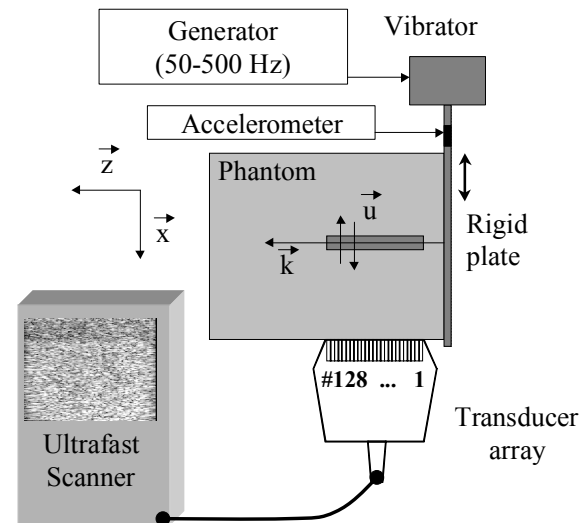 Generator
(50-500 Hz)
Vibrator
Accelerometer
z
x
Phantom
u
k
Rigid
plate
#128 ... 1
Transducer
array
Ultrafast
Scanner